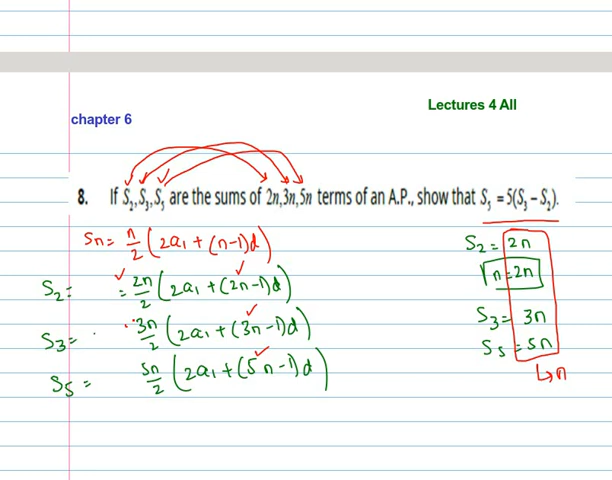 Lectures 4 All
chapter 6
8. If S₂, S₃, S₅ are the sums of 2n, 3n, 5n terms of an A.P., show that S₅ = 5(S₃ – S₂).
Sn = n/2 (2a₁ + (n-1)d)
S₂ = = 2n/2 (2a₁ + (2n-1)d)
S₃ = 3n/2 (2a₁ + (3n-1)d)
S₅ = 5n/2 (2a₁ + (5n-1)d)
S₂ = 2n
n = 2n
S₃ = 3n
S₅ = 5n
↳ n